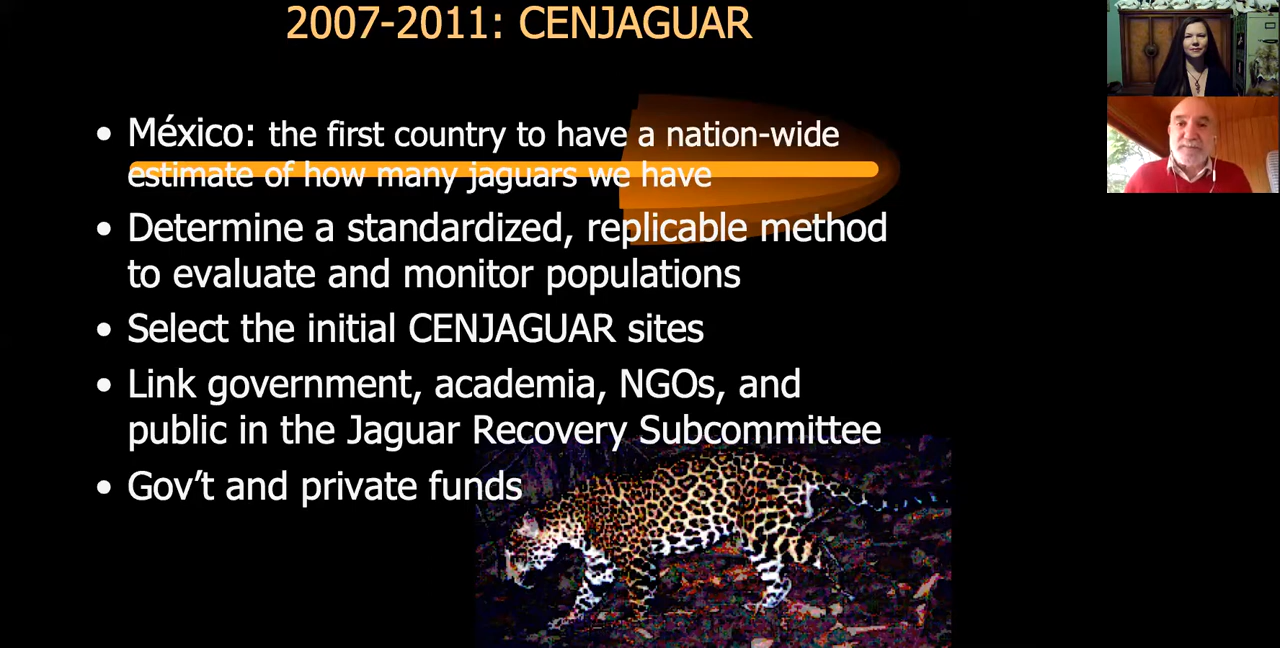 2007-2011: CENJAGUAR
• México: the first country to have a nation-wide
estimate of how many jaguars we have
• Determine a standardized, replicable method
to evaluate and monitor populations
• Select the initial CENJAGUAR sites
• Link government, academia, NGOs, and
public in the Jaguar Recovery Subcommittee
• Gov’t and private funds